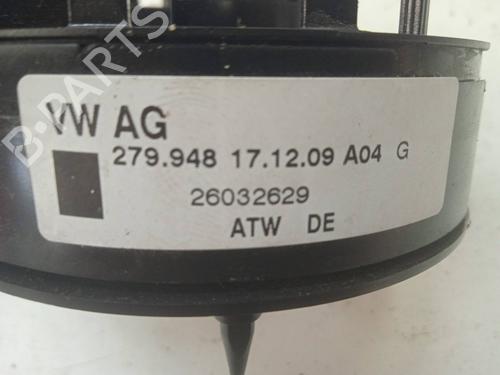 VW AG
279.948 17.12.09 A04 G
26032629
ATW DE
B-PARTS